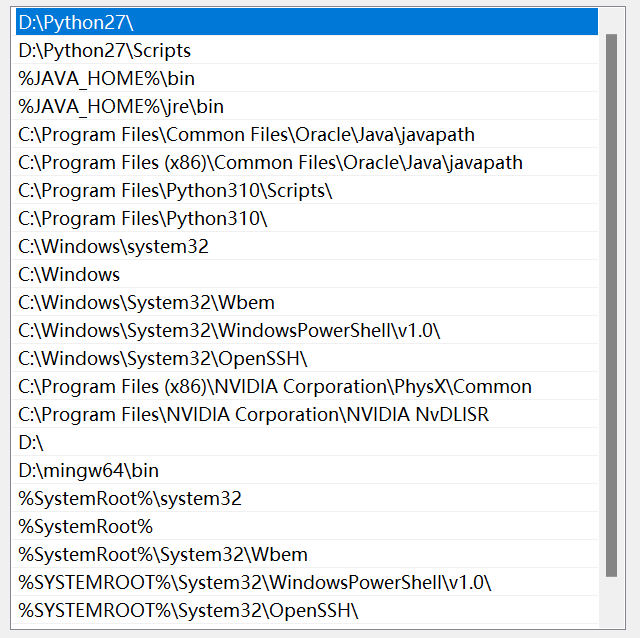 D:\Python27\
D:\Python27\Scripts
%JAVA_HOME%\bin
%JAVA_HOME%\jre\bin
C:\Program Files\Common Files\Oracle\Java\javapath
C:\Program Files (x86)\Common Files\Oracle\Java\javapath
C:\Program Files\Python310\Scripts\
C:\Program Files\Python310\
C:\Windows\system32
C:\Windows
C:\Windows\System32\Wbem
C:\Windows\System32\WindowsPowerShell\v1.0\
C:\Windows\System32\OpenSSH\
C:\Program Files (x86)\NVIDIA Corporation\PhysX\Common
C:\Program Files\NVIDIA Corporation\NVIDIA NvDLISR
D:\
D:\mingw64\bin
%SystemRoot%\system32
%SystemRoot%
%SystemRoot%\System32\Wbem
%SYSTEMROOT%\System32\WindowsPowerShell\v1.0\
%SYSTEMROOT%\System32\OpenSSH\